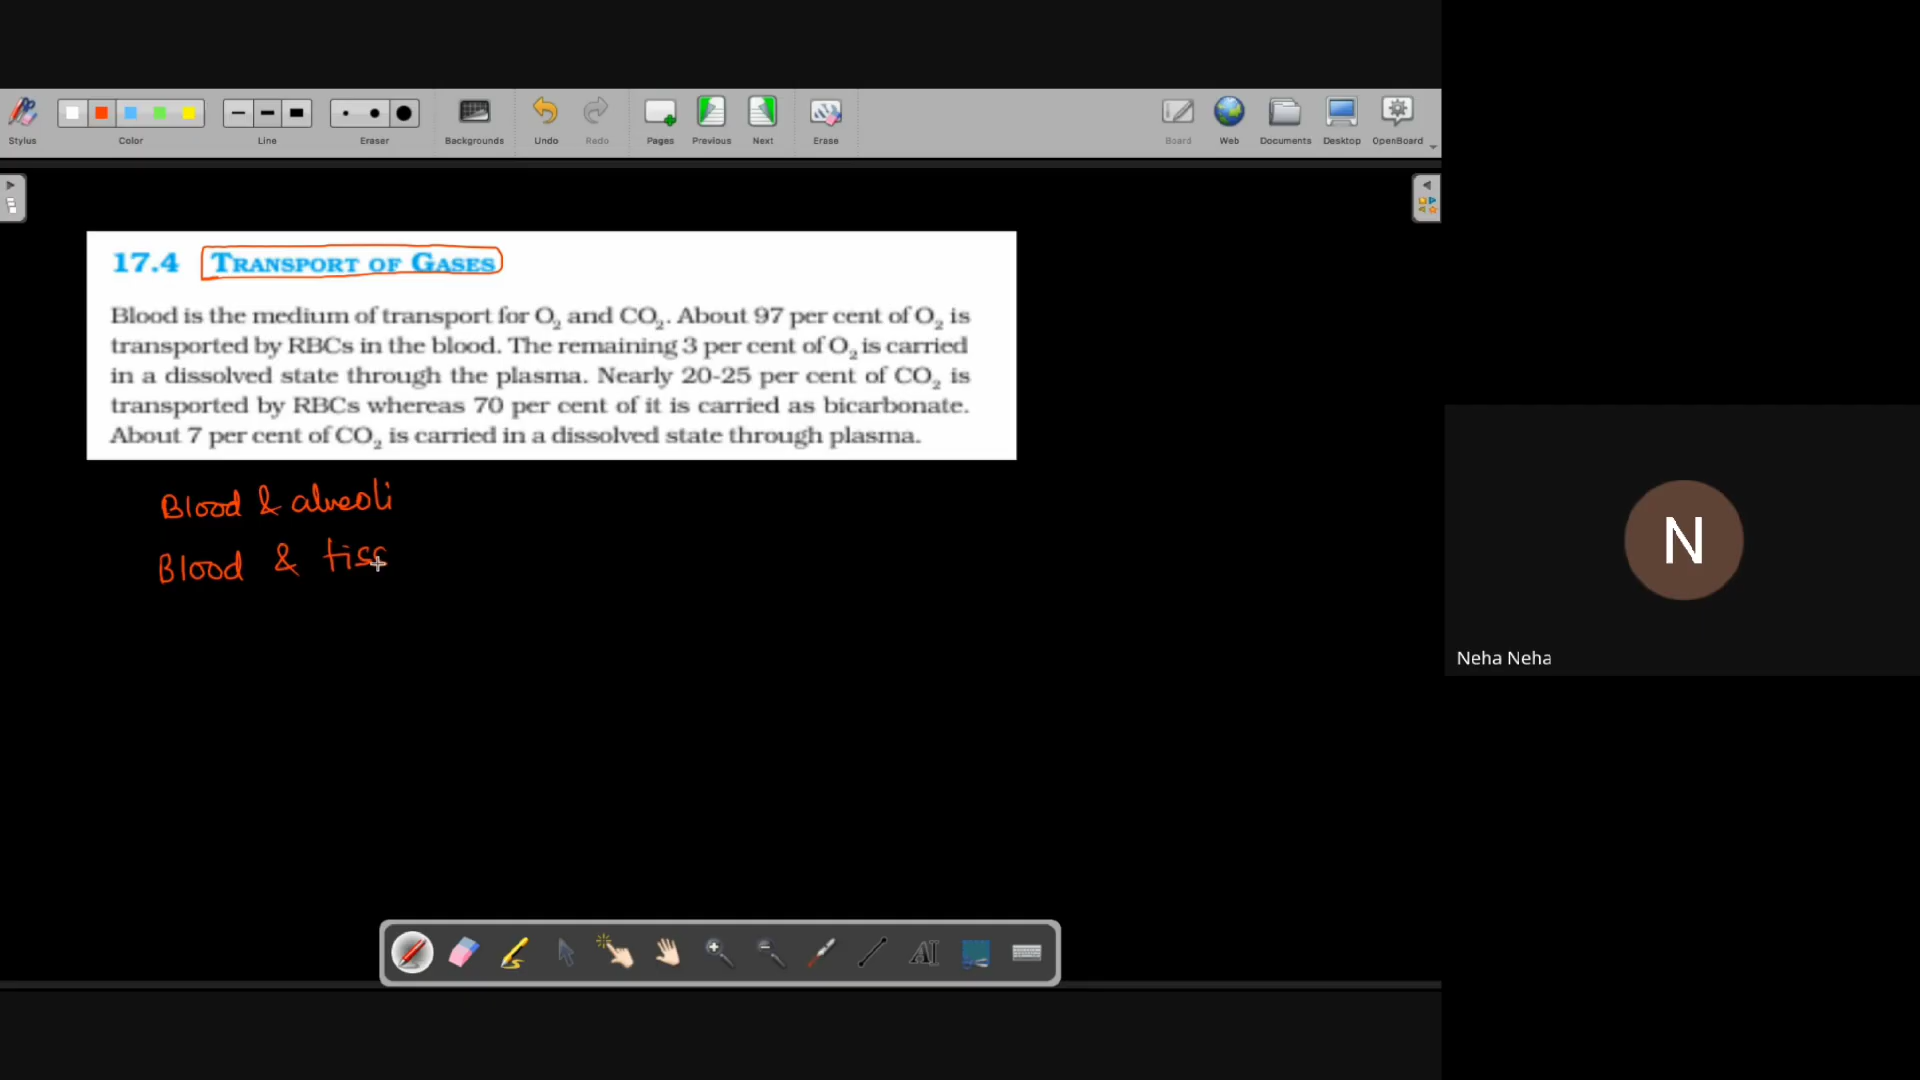 Stylus Color Line Eraser Backgrounds Undo Redo Pages Previous Next Erase Board Web Documents Desktop OpenBoard
17.4 TRANSPORT OF GASES
Blood is the medium of transport for O₂ and CO₂. About 97 per cent of O₂ is
transported by RBCs in the blood. The remaining 3 per cent of O₂ is carried
in a dissolved state through the plasma. Nearly 20-25 per cent of CO₂ is
transported by RBCs whereas 70 per cent of it is carried as bicarbonate.
About 7 per cent of CO₂ is carried in a dissolved state through plasma.
Blood & alveoli
Blood & tiss
N
Neha Neha
AI